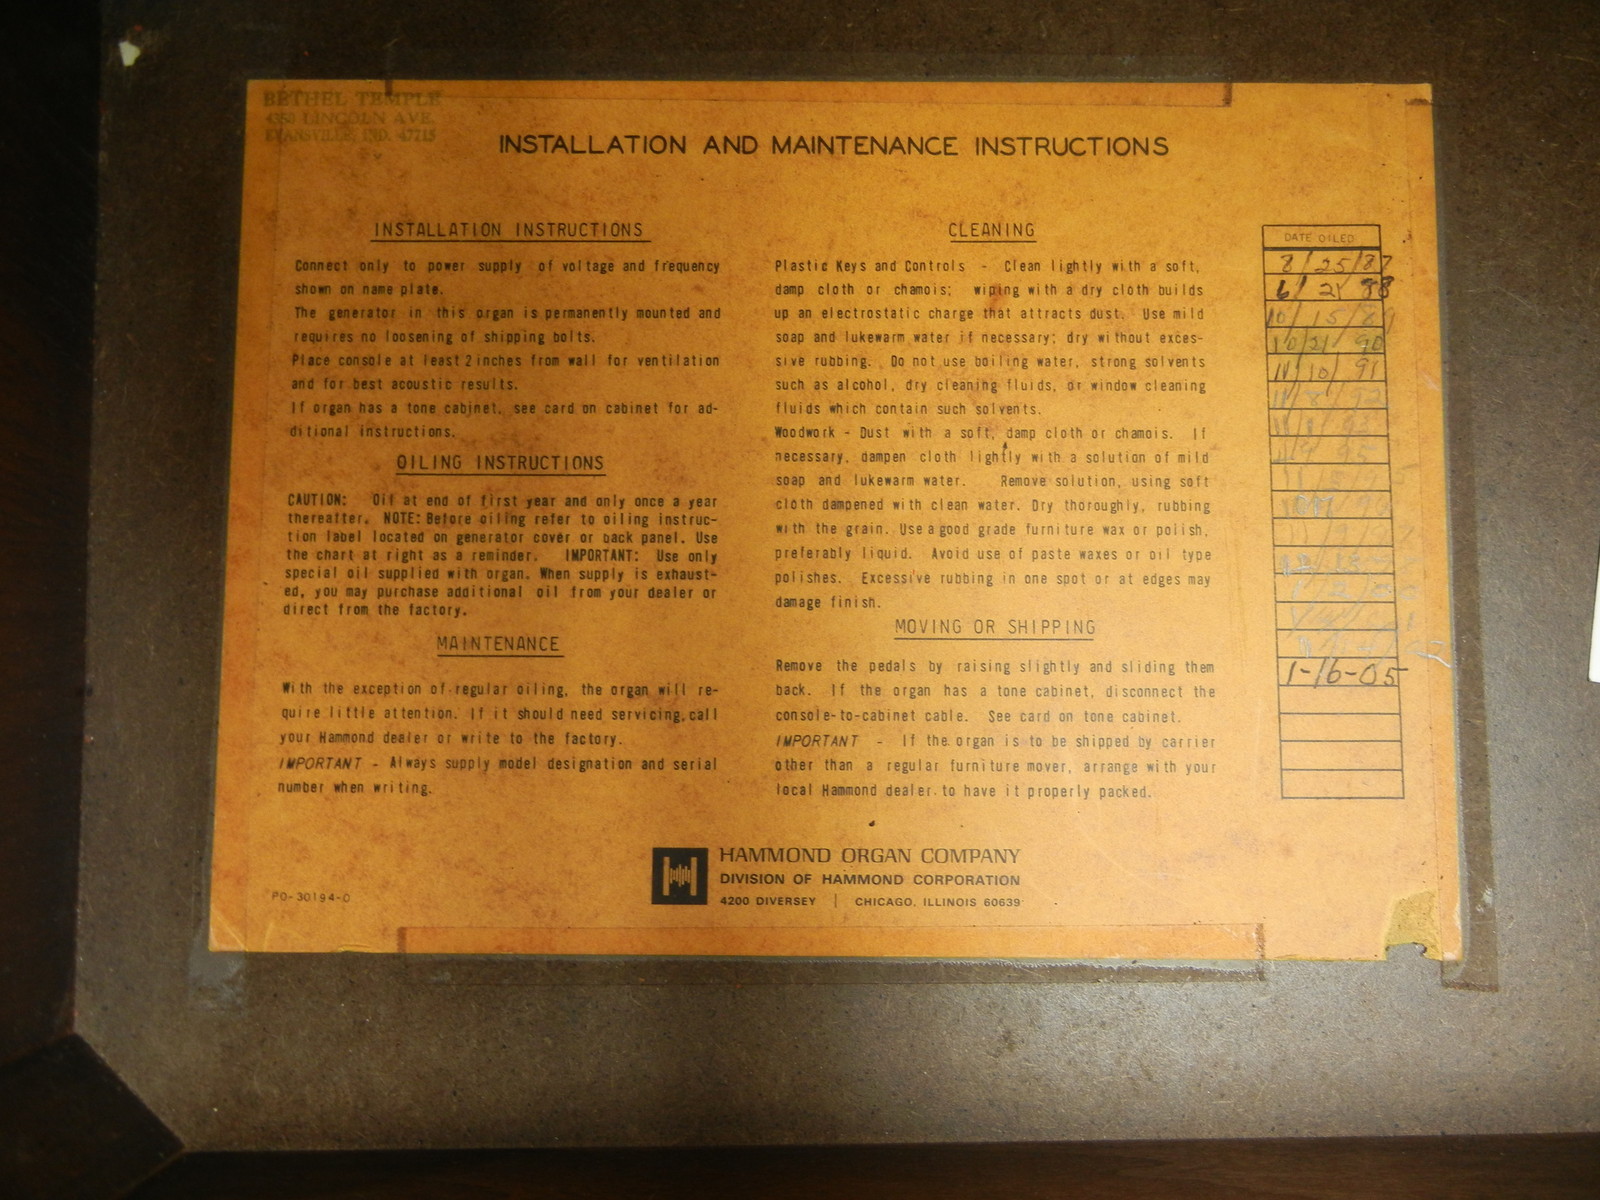 BETHEL TEMPLE
4350 LINCOLN AVE.
EVANSVILLE, IND. 47715
INSTALLATION AND MAINTENANCE INSTRUCTIONS
INSTALLATION INSTRUCTIONS
Connect only to power supply of voltage and frequency
shown on name plate.
The generator in this organ is permanently mounted and
requires no loosening of shipping bolts.
Place console at least 2 inches from wall for ventilation
and for best acoustic results.
If organ has a tone cabinet, see card on cabinet for ad-
ditional instructions.
OILING INSTRUCTIONS
CAUTION: Oil at end of first year and only once a year
thereafter. NOTE: Before oiling refer to oiling instruc-
tion label located on generator cover or back panel. Use
the chart at right as a reminder. IMPORTANT: Use only
special oil supplied with organ. When supply is exhaust-
ed, you may purchase additional oil from your dealer or
direct from the factory.
MAINTENANCE
With the exception of regular oiling, the organ will re-
quire little attention. If it should need servicing, call
your Hammond dealer or write to the factory.
IMPORTANT - Always supply model designation and serial
number when writing.
CLEANING
Plastic Keys and Controls - Clean lightly with a soft,
damp cloth or chamois; wiping with a dry cloth builds
up an electrostatic charge that attracts dust. Use mild
soap and lukewarm water if necessary; dry without exces-
sive rubbing. Do not use boiling water, strong solvents
such as alcohol, dry cleaning fluids, or window cleaning
fluids which contain such solvents.
Woodwork - Dust with a soft, damp cloth or chamois. If
necessary, dampen cloth lightly with a solution of mild
soap and lukewarm water. Remove solution, using soft
cloth dampened with clean water. Dry thoroughly, rubbing
with the grain. Use a good grade furniture wax or polish,
preferably liquid. Avoid use of paste waxes or oil type
polishes. Excessive rubbing in one spot or at edges may
damage finish.
MOVING OR SHIPPING
Remove the pedals by raising slightly and sliding them
back. If the organ has a tone cabinet, disconnect the
console-to-cabinet cable. See card on tone cabinet.
IMPORTANT - If the organ is to be shipped by carrier
other than a regular furniture mover, arrange with your
local Hammond dealer to have it properly packed.
DATE OILED
8/25/87
6/21/88
10/15/89
10/21/90
11/10/91
11/8/92
1-16-05
HAMMOND ORGAN COMPANY
DIVISION OF HAMMOND CORPORATION
4200 DIVERSEY | CHICAGO, ILLINOIS 60639
PO-30194-0